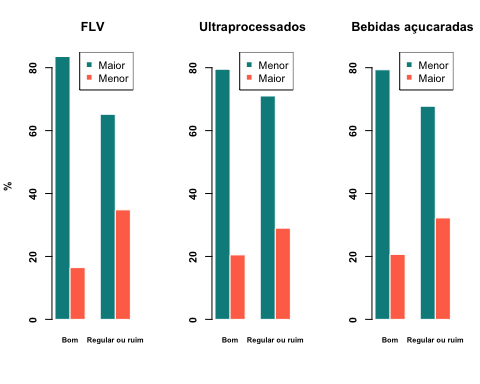 FLV
Ultraprocessados
Bebidas açucaradas
Maior
Menor
Menor
Maior
Menor
Maior
%
0
20
40
60
80
0
20
40
60
80
0
20
40
60
80
Bom
Regular ou ruim
Bom
Regular ou ruim
Bom
Regular ou ruim